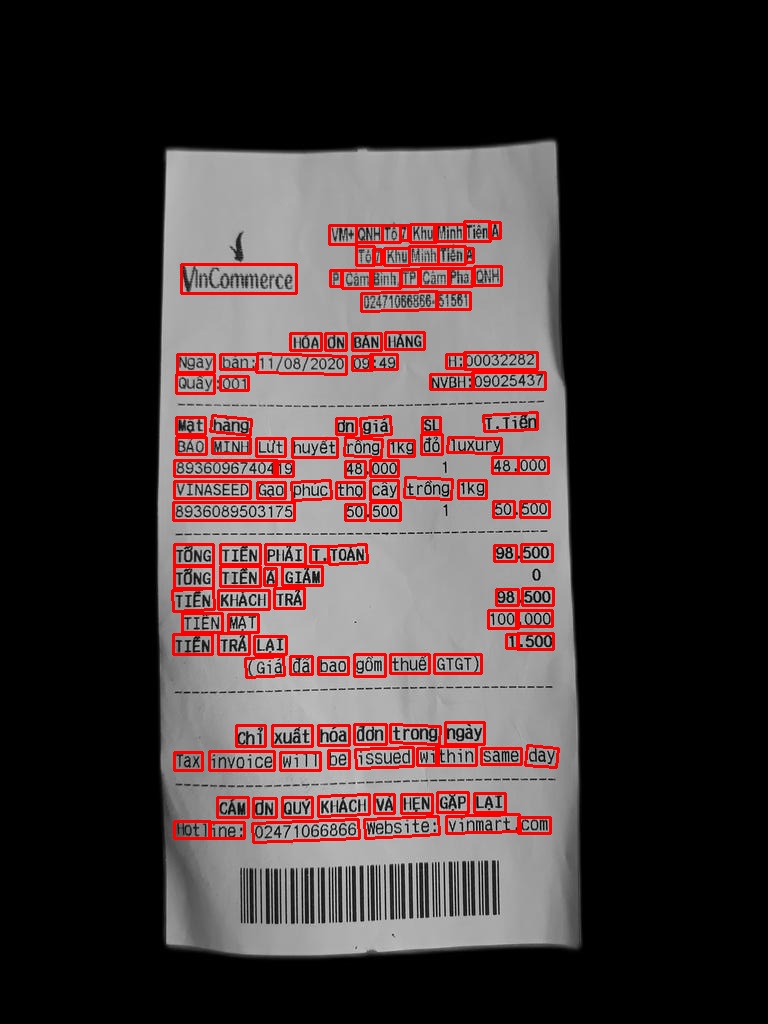 VinCommerce
VM+ QNH Tổ 7 Khu Minh Tiến A
Tổ 7 Khu Minh Tiến A
P. Cẩm Bình, TP Cẩm Phả, QNH
02471066866-51561
HÓA ĐƠN BÁN HÀNG
Ngày bán: 11/08/2020 09:49 HĐ: 00032282
Quầy: 001 NVBH: 09025437
Mặt hàng Đơn giá SL T.Tiền
BẢO MINH Lứt huyết rồng 1kg đỏ luxury
8936096740419 48.000 1 48.000
VINASEED Gạo phúc thọ cây trồng 1kg
8936089503175 50.500 1 50.500
TỔNG TIỀN PHẢI T.TOÁN 98.500
TỔNG TIỀN ĐÃ GIẢM 0
TIỀN KHÁCH TRẢ 98.500
TIỀN MẶT 100.000
TIỀN TRẢ LẠI 1.500
(Giá đã bao gồm thuế GTGT)
Chỉ xuất hóa đơn trong ngày
Tax invoice will be issued within same day
CẢM ƠN QUÝ KHÁCH VÀ HẸN GẶP LẠI
Hotline: 02471066866 Website: vinmart.com